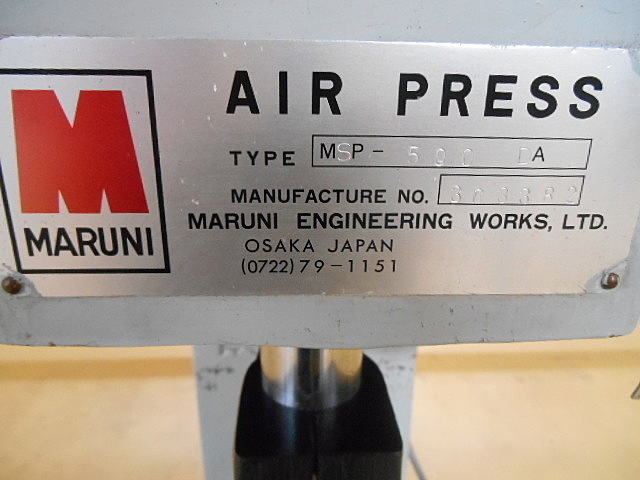 MARUNI
AIR PRESS
TYPE MSP- 500 DA
MANUFACTURE NO.
MARUNI ENGINEERING WORKS, LTD.
OSAKA JAPAN
(0722)79-1151